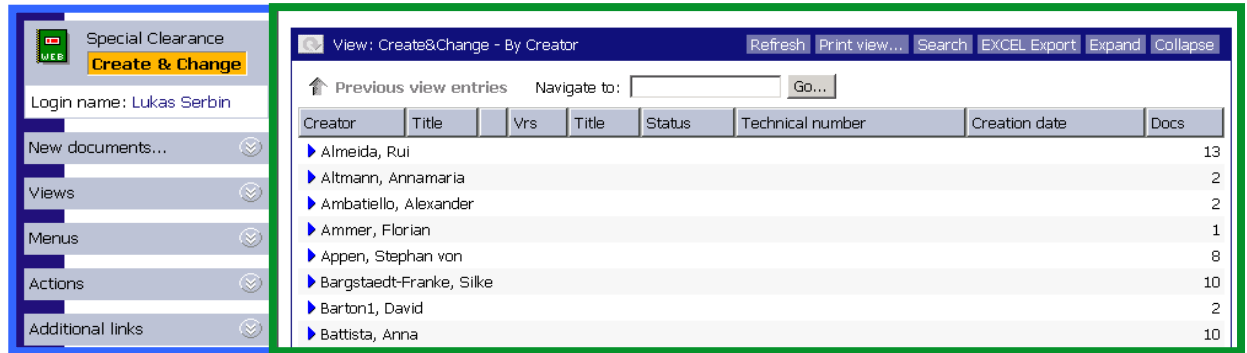 WEB
Special Clearance
Create & Change
Login name: Lukas Serbin
New documents...
Views
Menus
Actions
Additional links
View: Create&Change - By Creator Refresh Print view... Search EXCEL Export Expand Collapse
Previous view entries Navigate to: Go...
Creator Title Vrs Title Status Technical number Creation date Docs
Almeida, Rui 13
Altmann, Annamaria 2
Ambatiello, Alexander 2
Ammer, Florian 1
Appen, Stephan von 8
Bargstaedt-Franke, Silke 10
Barton1, David 2
Battista, Anna 10